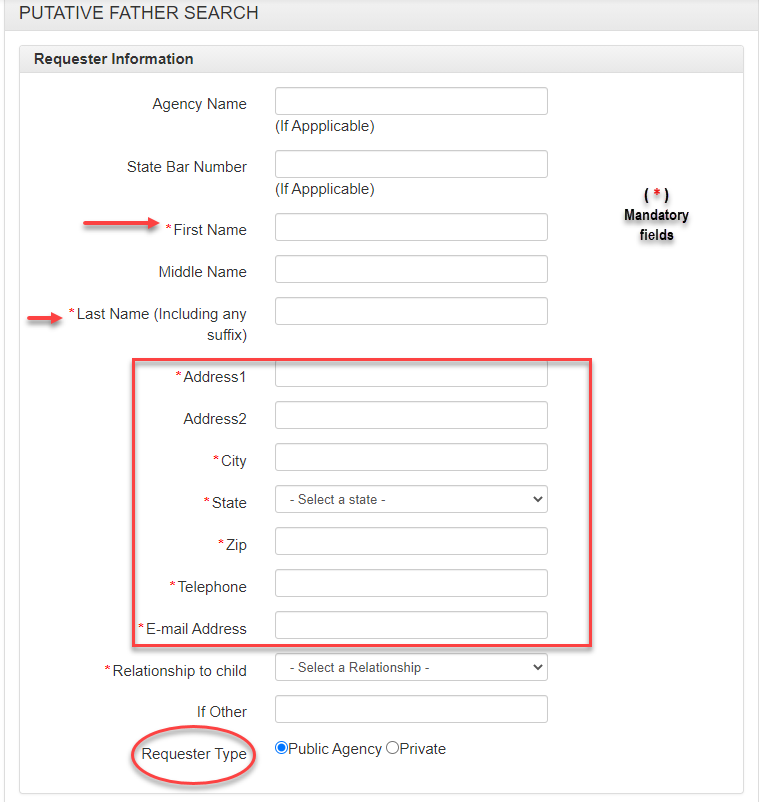 PUTATIVE FATHER SEARCH
Requester Information
Agency Name
(If Appplicable)
State Bar Number
(If Appplicable)
( * )
Mandatory
fields
*First Name
Middle Name
*Last Name (Including any
suffix)
*Address1
Address2
*City
*State - Select a state -
*Zip
*Telephone
*E-mail Address
*Relationship to child - Select a Relationship -
If Other
Requester Type Public Agency Private